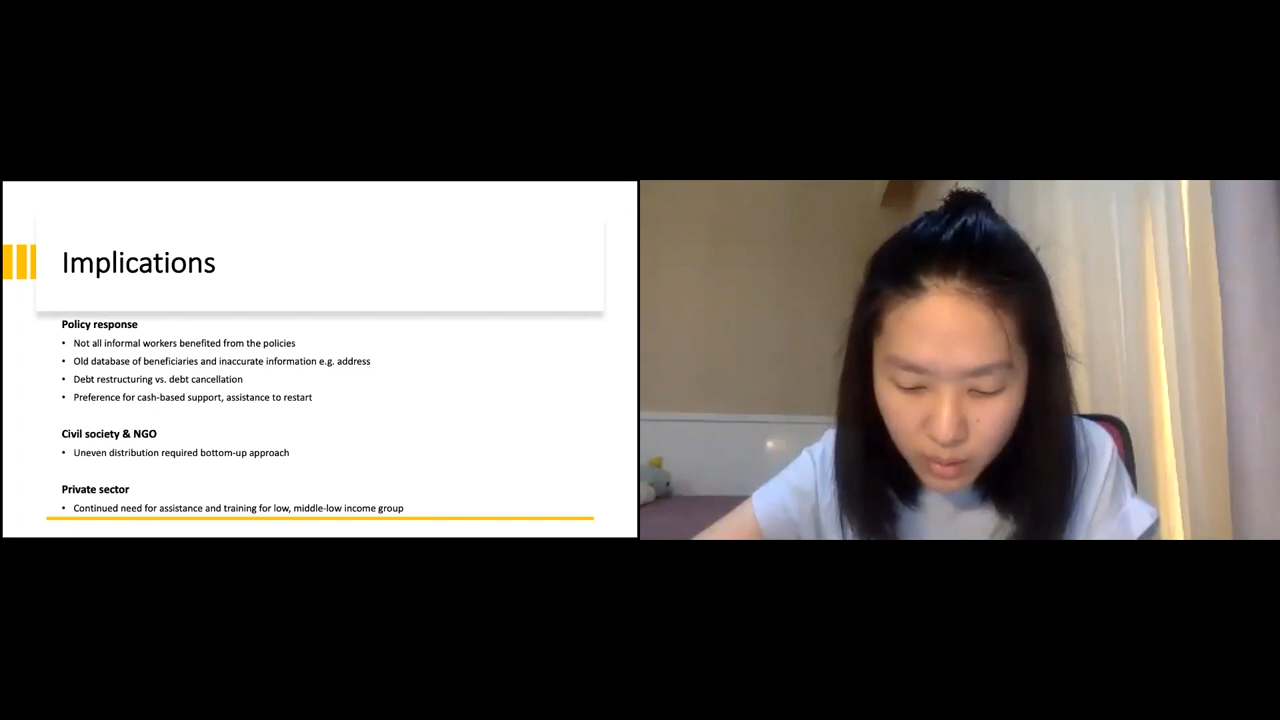 Implications
Policy response
• Not all informal workers benefited from the policies
• Old database of beneficiaries and inaccurate information e.g. address
• Debt restructuring vs. debt cancellation
• Preference for cash-based support, assistance to restart
Civil society & NGO
• Uneven distribution required bottom-up approach
Private sector
• Continued need for assistance and training for low, middle-low income group